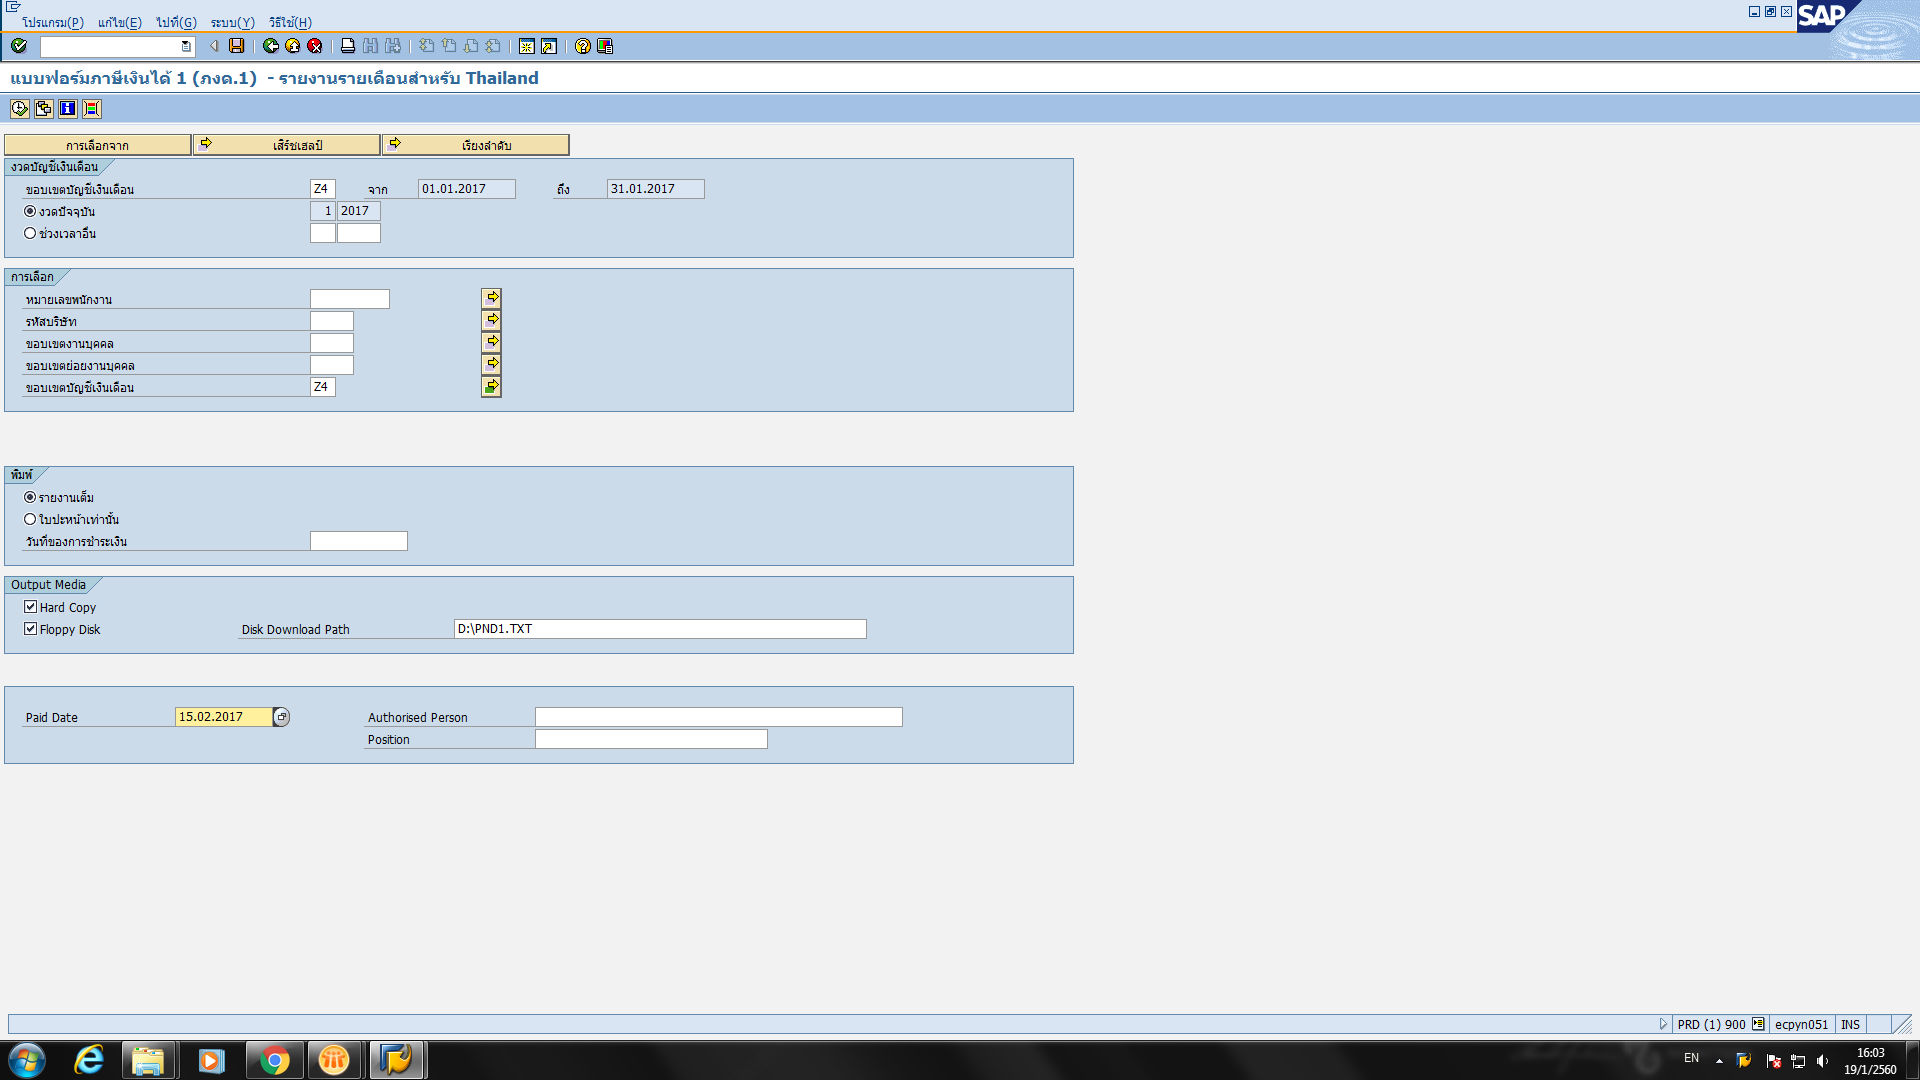 โปรแกรม(P) แก้ไข(E) ไปที่(G) ระบบ(Y) วิธีใช้(H)
SAP
แบบฟอร์มภาษีเงินได้ 1 (ภงด.1) - รายงานรายเดือนสำหรับ Thailand
การเลือกจาก เสิร์ชเฮลป์ เรียงลำดับ
งวดบัญชีเงินเดือน
ขอบเขตบัญชีเงินเดือน Z4 จาก 01.01.2017 ถึง 31.01.2017
งวดปัจจุบัน 1 2017
ช่วงเวลาอื่น
การเลือก
หมายเลขพนักงาน
รหัสบริษัท
ขอบเขตงานบุคคล
ขอบเขตย่อยงานบุคคล
ขอบเขตบัญชีเงินเดือน Z4
พิมพ์
รายงานเต็ม
ใบปะหน้าเท่านั้น
วันที่ของการชำระเงิน
Output Media
Hard Copy
Floppy Disk Disk Download Path D:\PND1.TXT
Paid Date 15.02.2017 Authorised Person
Position
PRD (1) 900 ecpyn051 INS
EN 16:03
19/1/2560